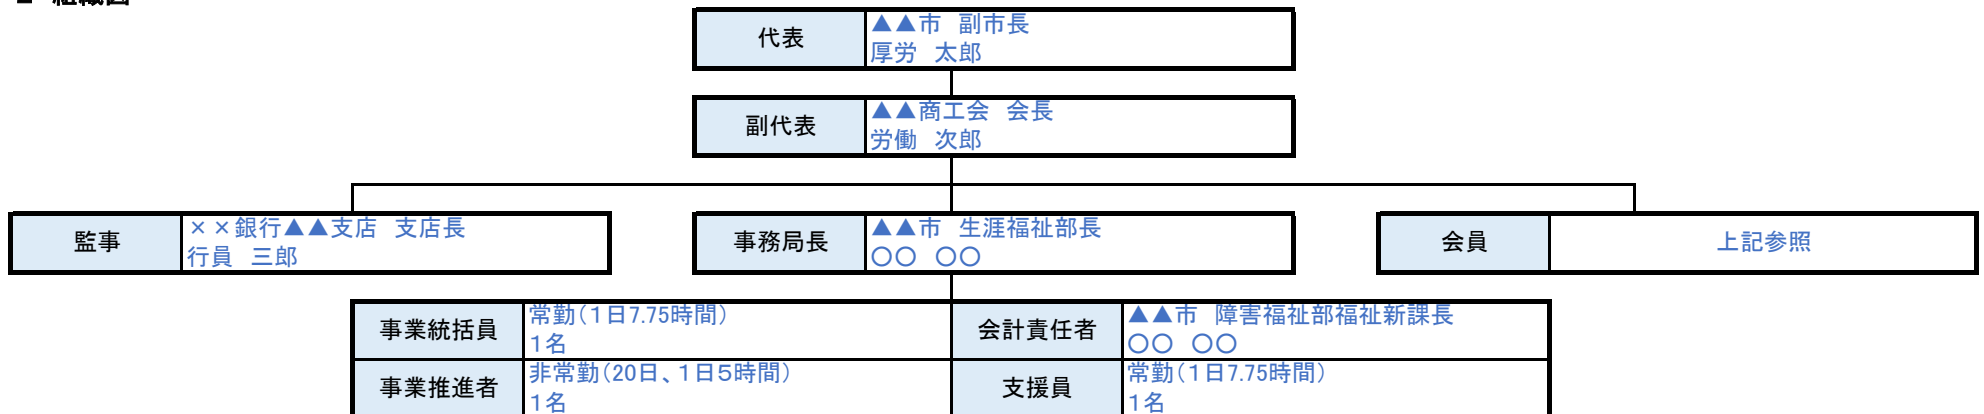 代表
▲▲市　副市長
厚労　太郎
副代表
▲▲商工会　会長
労働　次郎
監事
××銀行▲▲支店　支店長
行員　三郎
事務局長
▲▲市　生涯福祉部長
〇〇　〇〇
会員
上記参照
事業統括員
常勤（１日7.75時間）
１名
会計責任者
▲▲市　障害福祉部福祉新課長
〇〇　〇〇
事業推進者
非常勤（20日、１日５時間）
１名
支援員
常勤（１日7.75時間）
１名